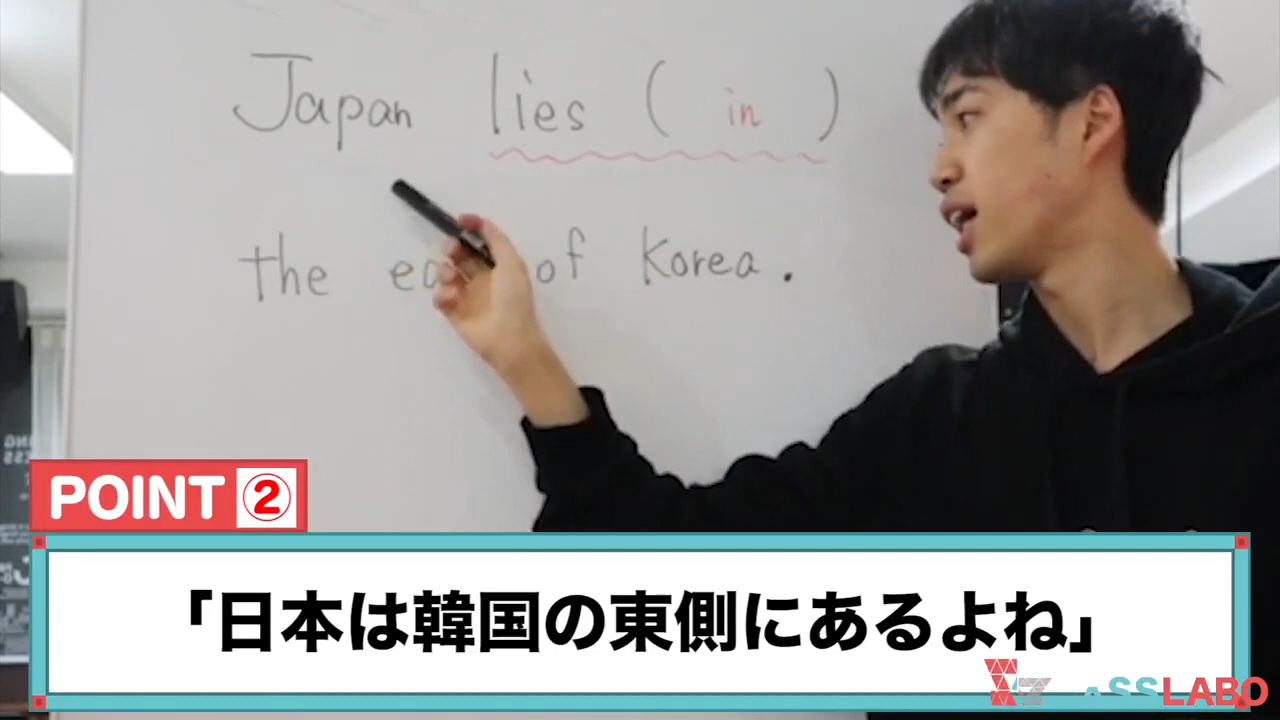 Japan lies ( in )
the of Korea.
POINT ②
「日本は韓国の東側にあるよね」
LABO